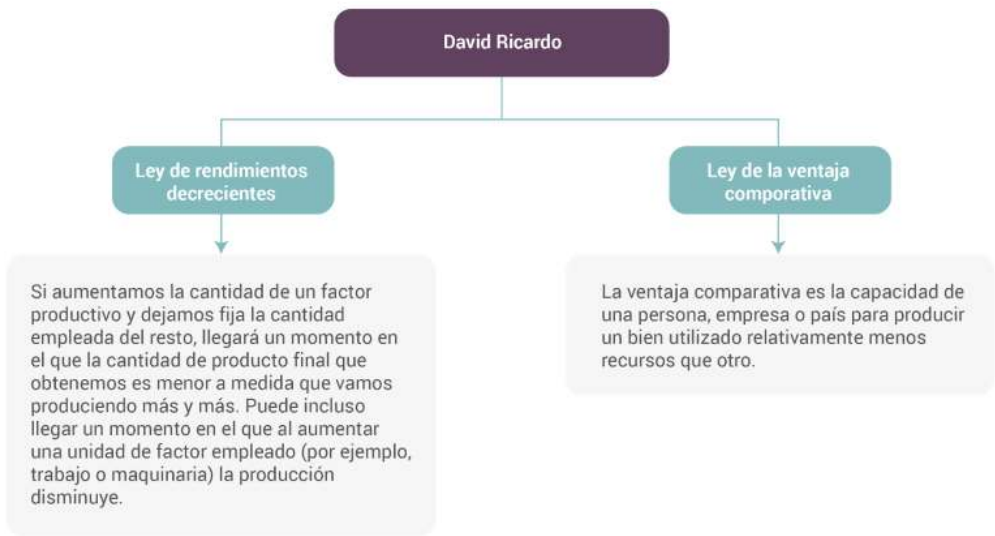 David Ricardo
Ley de rendimientos
decrecientes
Si aumentamos la cantidad de un factor
productivo y dejamos fija la cantidad
empleada del resto, llegará un momento en
el que la cantidad de producto final que
obtenemos es menor a medida que vamos
produciendo más y más. Puede incluso
llegar un momento en el que al aumentar
una unidad de factor empleado (por ejemplo,
trabajo o maquinaria) la producción
disminuye.
Ley de la ventaja
comporativa
La ventaja comparativa es la capacidad de
una persona, empresa o país para producir
un bien utilizado relativamente menos
recursos que otro.